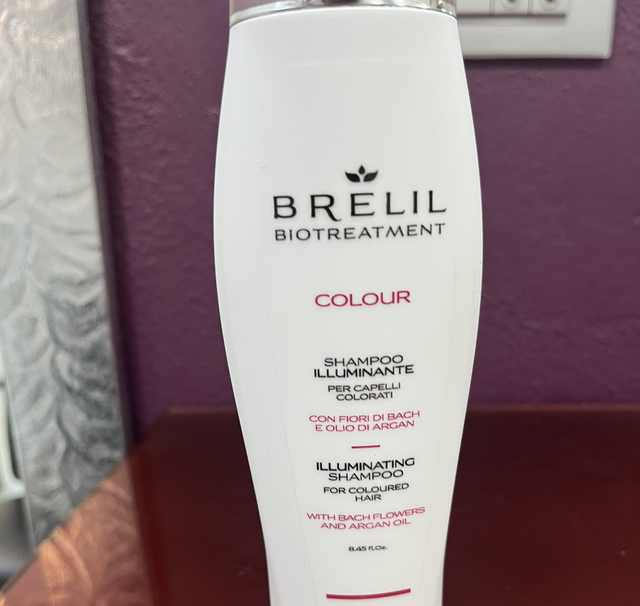 BRELIL
BIOTREATMENT
COLOUR
SHAMPOO
ILLUMINANTE
PER CAPELLI
COLORATI
CON FIORI DI BACH
E OLIO DI ARGAN
ILLUMINATING
SHAMPOO
FOR COLOURED
HAIR
WITH BACH FLOWERS
AND ARGAN OIL
8.45 fl.Oz.